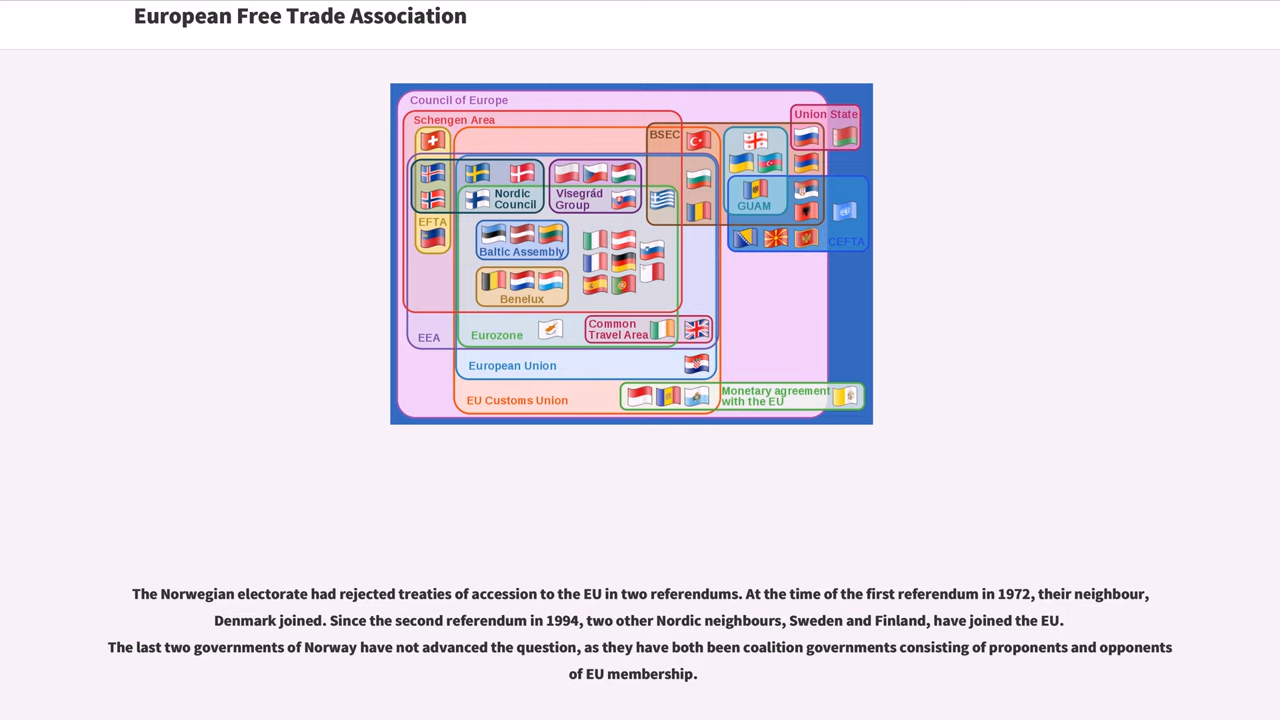 European Free Trade Association
Council of Europe
Union State
Schengen Area
BSEC
Nordic
Council
Visegrád
Group
GUAM
EFTA
CEFTA
Baltic Assembly
Benelux
Common
Travel Area
EEA
Eurozone
European Union
EU Customs Union
Monetary agreement
with the EU
The Norwegian electorate had rejected treaties of accession to the EU in two referendums. At the time of the first referendum in 1972, their neighbour,
Denmark joined. Since the second referendum in 1994, two other Nordic neighbours, Sweden and Finland, have joined the EU.
The last two governments of Norway have not advanced the question, as they have both been coalition governments consisting of proponents and opponents
of EU membership.